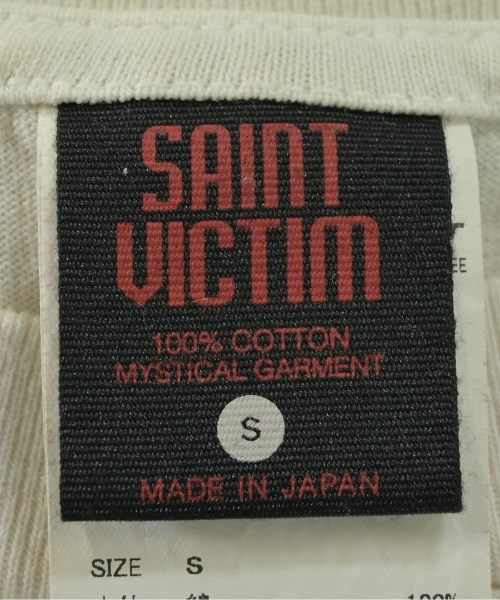 SAINT
VICTIM
100% COTTON
MYSTICAL GARMENT
S
MADE IN JAPAN
SIZE S